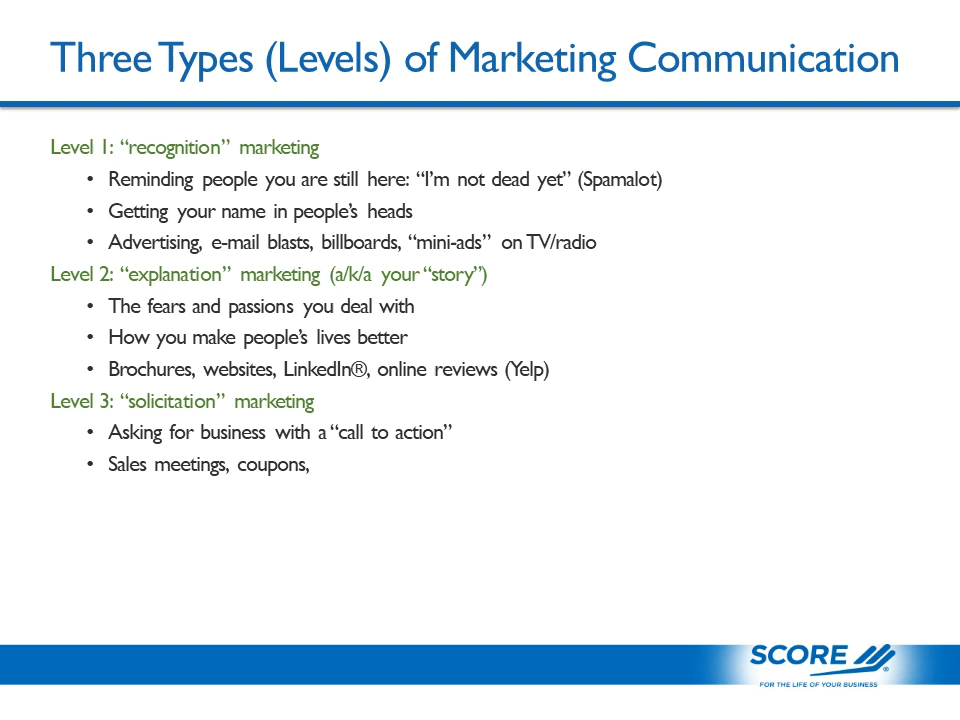 Three Types (Levels) of Marketing Communication
Level 1: “recognition” marketing
• Reminding people you are still here: “I’m not dead yet” (Spamalot)
• Getting your name in people’s heads
• Advertising, e-mail blasts, billboards, “mini-ads” on TV/radio
Level 2: “explanation” marketing (a/k/a your “story”)
• The fears and passions you deal with
• How you make people’s lives better
• Brochures, websites, LinkedIn®, online reviews (Yelp)
Level 3: “solicitation” marketing
• Asking for business with a “call to action”
• Sales meetings, coupons,
SCORE ®
FOR THE LIFE OF YOUR BUSINESS